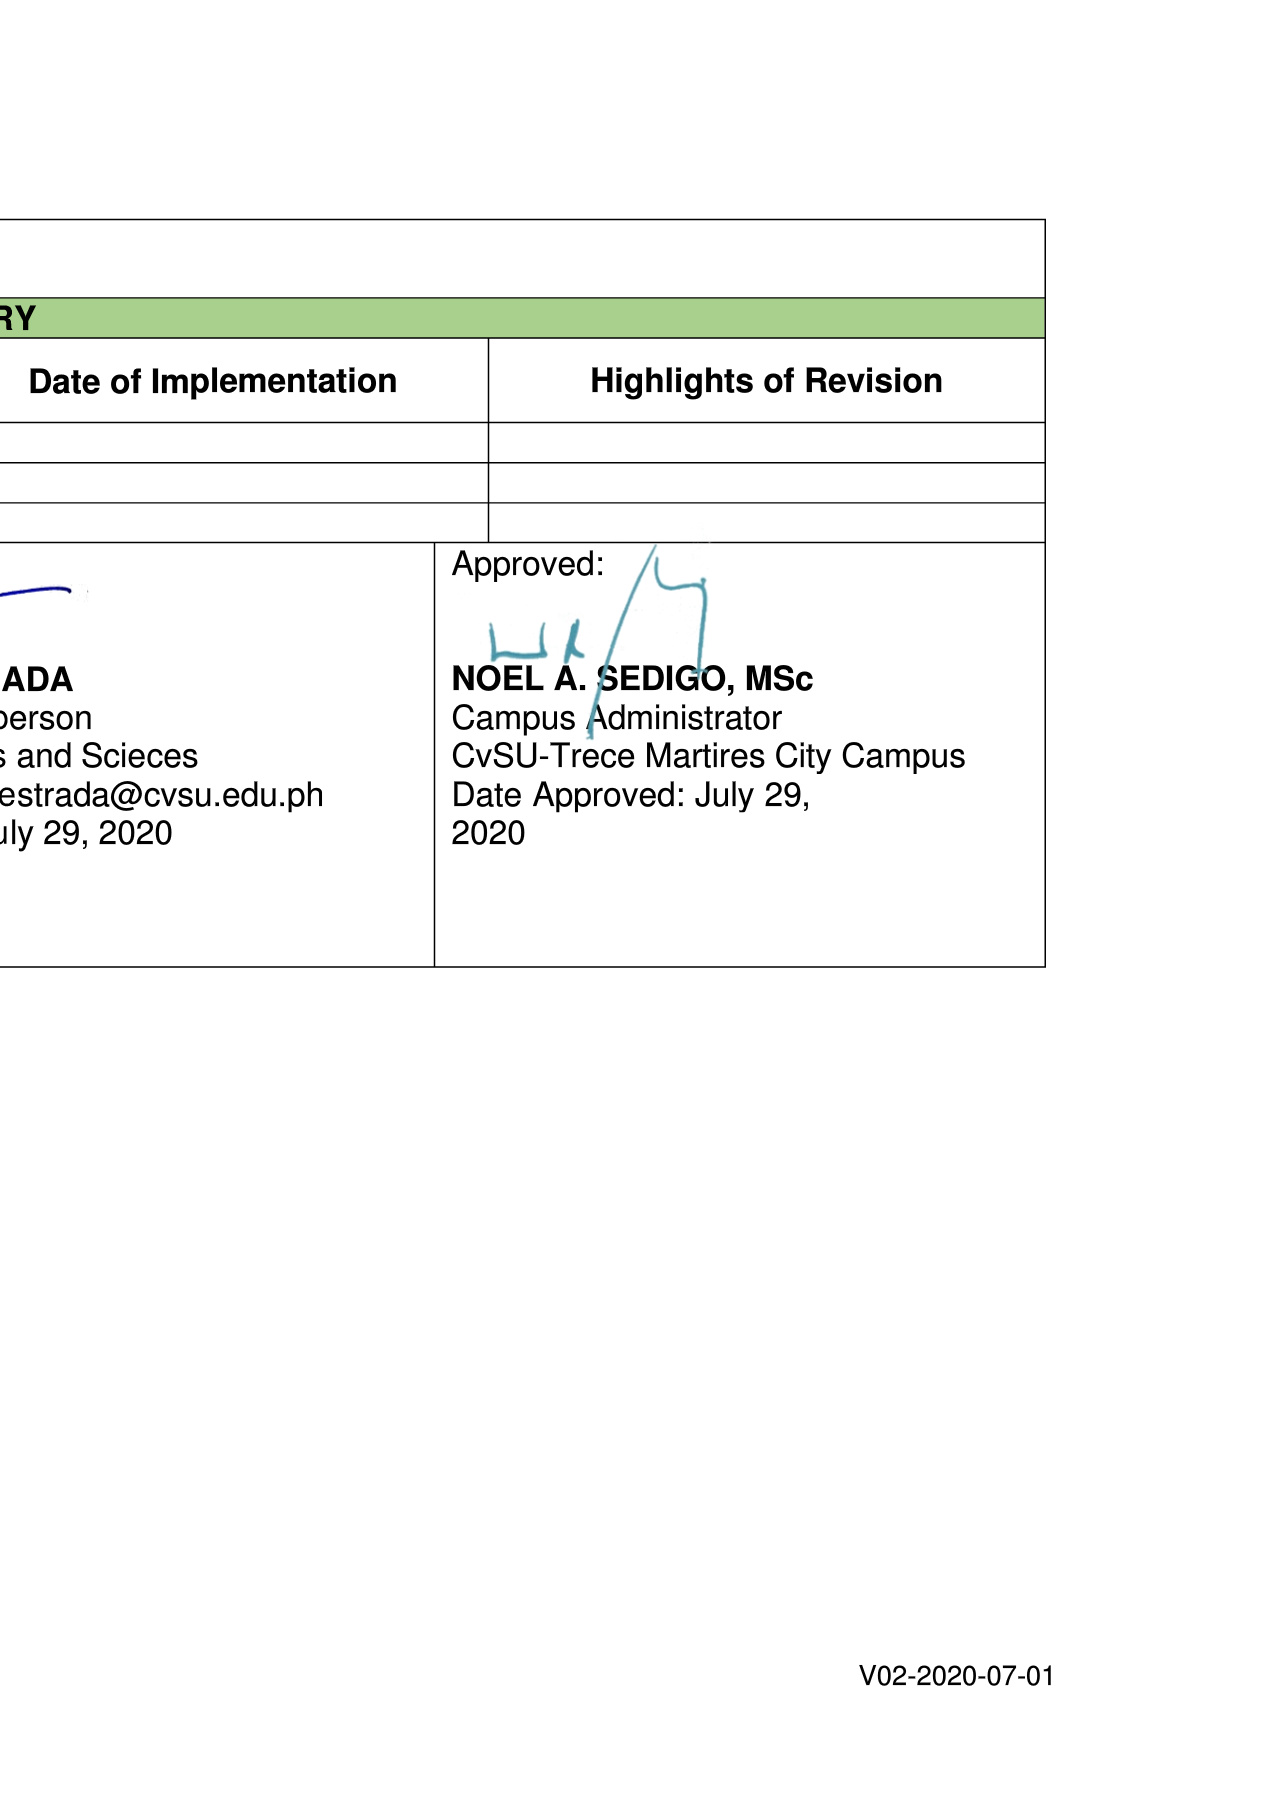 RY
Date of Implementation Highlights of Revision
Approved:
ADA
person
s and Scieces
estrada@cvsu.edu.ph
uly 29, 2020
NOEL A. SEDIGO, MSc
Campus Administrator
CvSU-Trece Martires City Campus
Date Approved: July 29,
2020
V02-2020-07-01